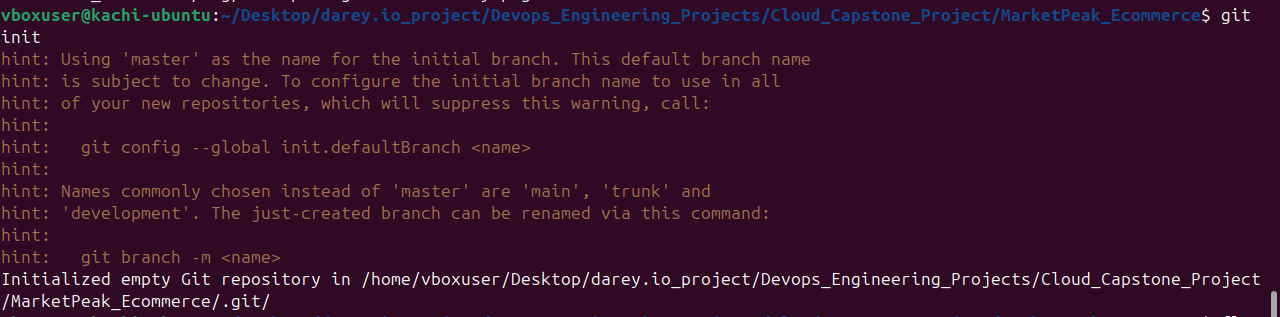 vboxuser@kachi-ubuntu:~/Desktop/darey.io_project/Devops_Engineering_Projects/Cloud_Capstone_Project/MarketPeak_Ecommerce$ git
init
hint: Using 'master' as the name for the initial branch. This default branch name
hint: is subject to change. To configure the initial branch name to use in all
hint: of your new repositories, which will suppress this warning, call:
hint:
hint:   git config --global init.defaultBranch <name>
hint:
hint: Names commonly chosen instead of 'master' are 'main', 'trunk' and
hint: 'development'. The just-created branch can be renamed via this command:
hint:
hint:   git branch -m <name>
Initialized empty Git repository in /home/vboxuser/Desktop/darey.io_project/Devops_Engineering_Projects/Cloud_Capstone_Project
/MarketPeak_Ecommerce/.git/